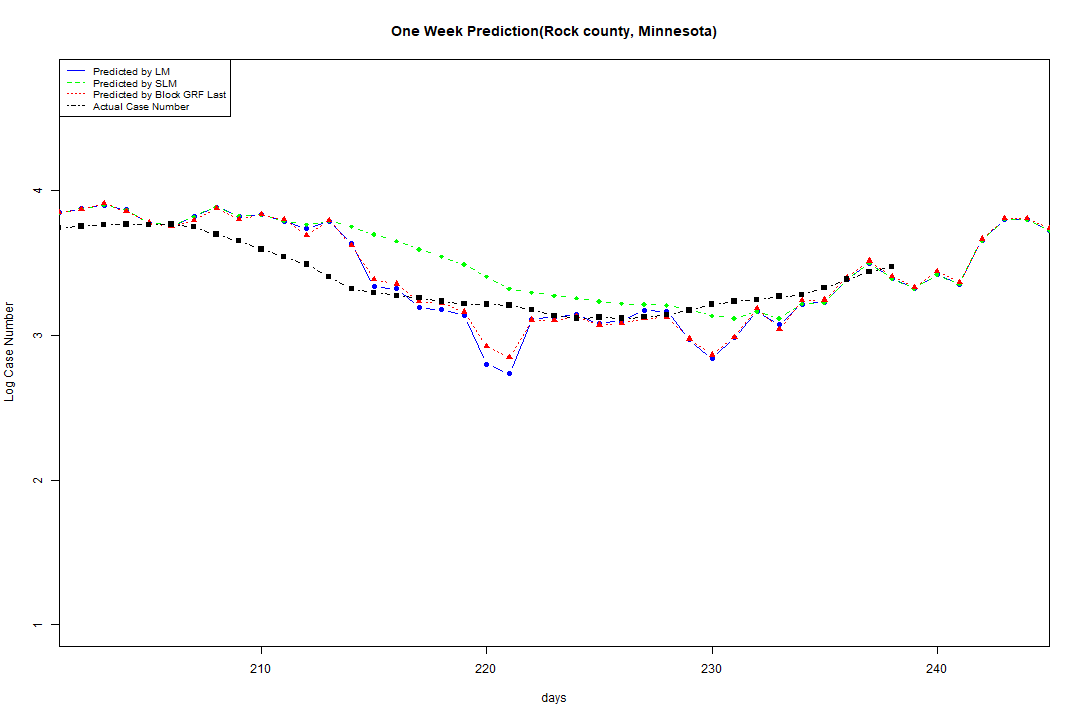 One Week Prediction(Rock county, Minnesota)
Predicted by LM
Predicted by SLM
Predicted by Block GRF Last
Actual Case Number
4
3
2
1
Log Case Number
210 220 230 240
days